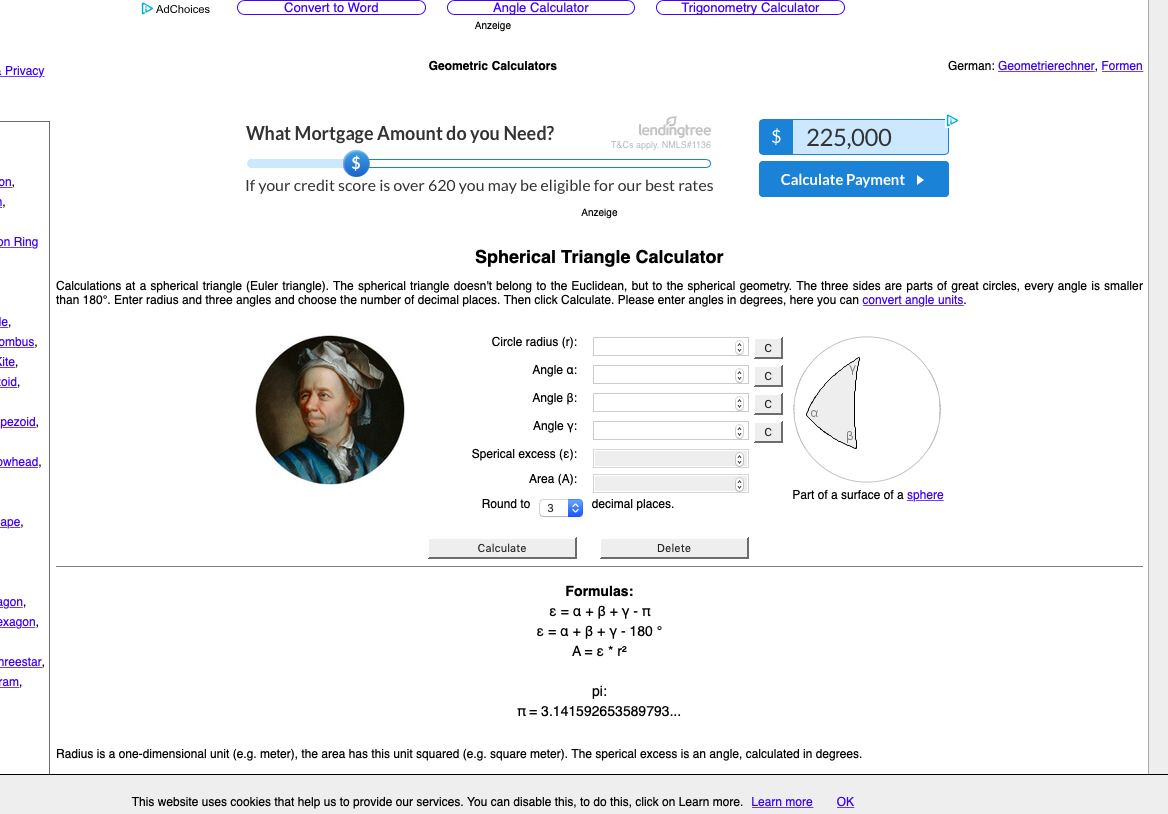 AdChoices
Convert to Word
Angle Calculator
Trigonometry Calculator
Anzeige
Privacy
Geometric Calculators
German: Geometrierechner, Formen
What Mortgage Amount do you Need?
lendingtree
T&Cs apply. NMLS#1136
$
If your credit score is over 620 you may be eligible for our best rates
$ 225,000
Calculate Payment
Anzeige
on Ring
Spherical Triangle Calculator
Calculations at a spherical triangle (Euler triangle). The spherical triangle doesn't belong to the Euclidean, but to the spherical geometry. The three sides are parts of great circles, every angle is smaller
than 180°. Enter radius and three angles and choose the number of decimal places. Then click Calculate. Please enter angles in degrees, here you can convert angle units.
Circle radius (r): C
Angle α: C
Angle β: C
Angle γ: C
Sperical excess (ε):
Area (A):
Round to 3 decimal places.
γ
α
β
Part of a surface of a sphere
Calculate
Delete
on,
le,
ombus,
Kite,
zoid,
pezoid,
owhead,
ape,
agon,
exagon,
hreestar,
ram,
Formulas:
ε = α + β + γ - π
ε = α + β + γ - 180 °
A = ε * r²
pi:
π = 3.141592653589793...
Radius is a one-dimensional unit (e.g. meter), the area has this unit squared (e.g. square meter). The sperical excess is an angle, calculated in degrees.
This website uses cookies that help us to provide our services. You can disable this, to do this, click on Learn more. Learn more OK